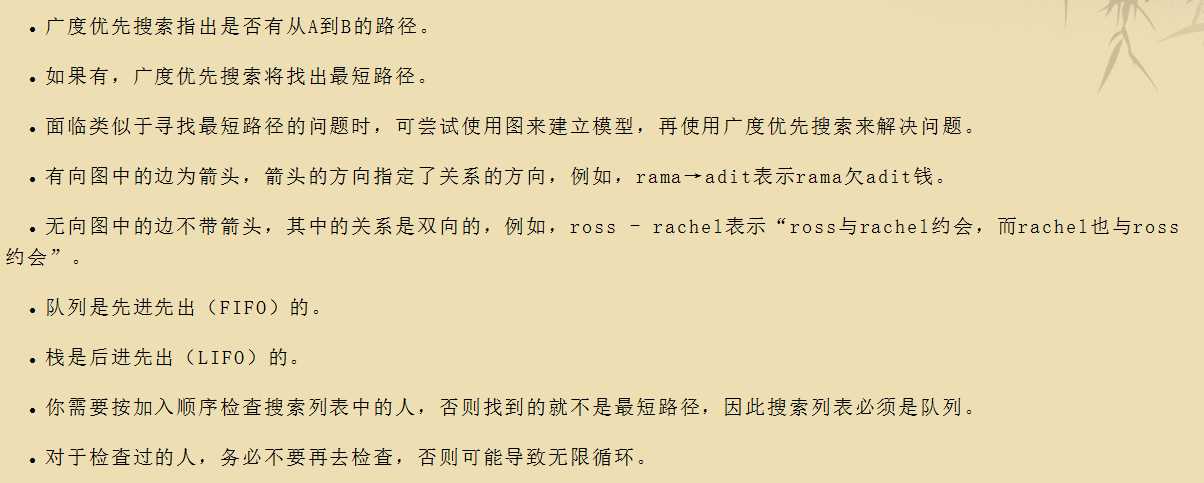 • 广度优先搜索指出是否有从A到B的路径。
• 如果有，广度优先搜索将找出最短路径。
• 面临类似于寻找最短路径的问题时，可尝试使用图来建立模型，再使用广度优先搜索来解决问题。
• 有向图中的边为箭头，箭头的方向指定了关系的方向，例如，rama→adit表示rama欠adit钱。
• 无向图中的边不带箭头，其中的关系是双向的，例如，ross - rachel表示“ross与rachel约会，而rachel也与ross
约会”。
• 队列是先进先出（FIFO）的。
• 栈是后进先出（LIFO）的。
• 你需要按加入顺序检查搜索列表中的人，否则找到的就不是最短路径，因此搜索列表必须是队列。
• 对于检查过的人，务必不要再去检查，否则可能导致无限循环。